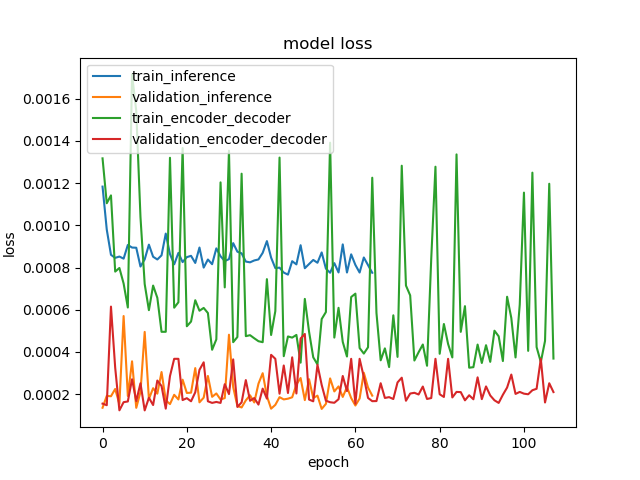 model loss
train_inference
validation_inference
train_encoder_decoder
validation_encoder_decoder
loss
0.0016
0.0014
0.0012
0.0010
0.0008
0.0006
0.0004
0.0002
0 20 40 60 80 100
epoch